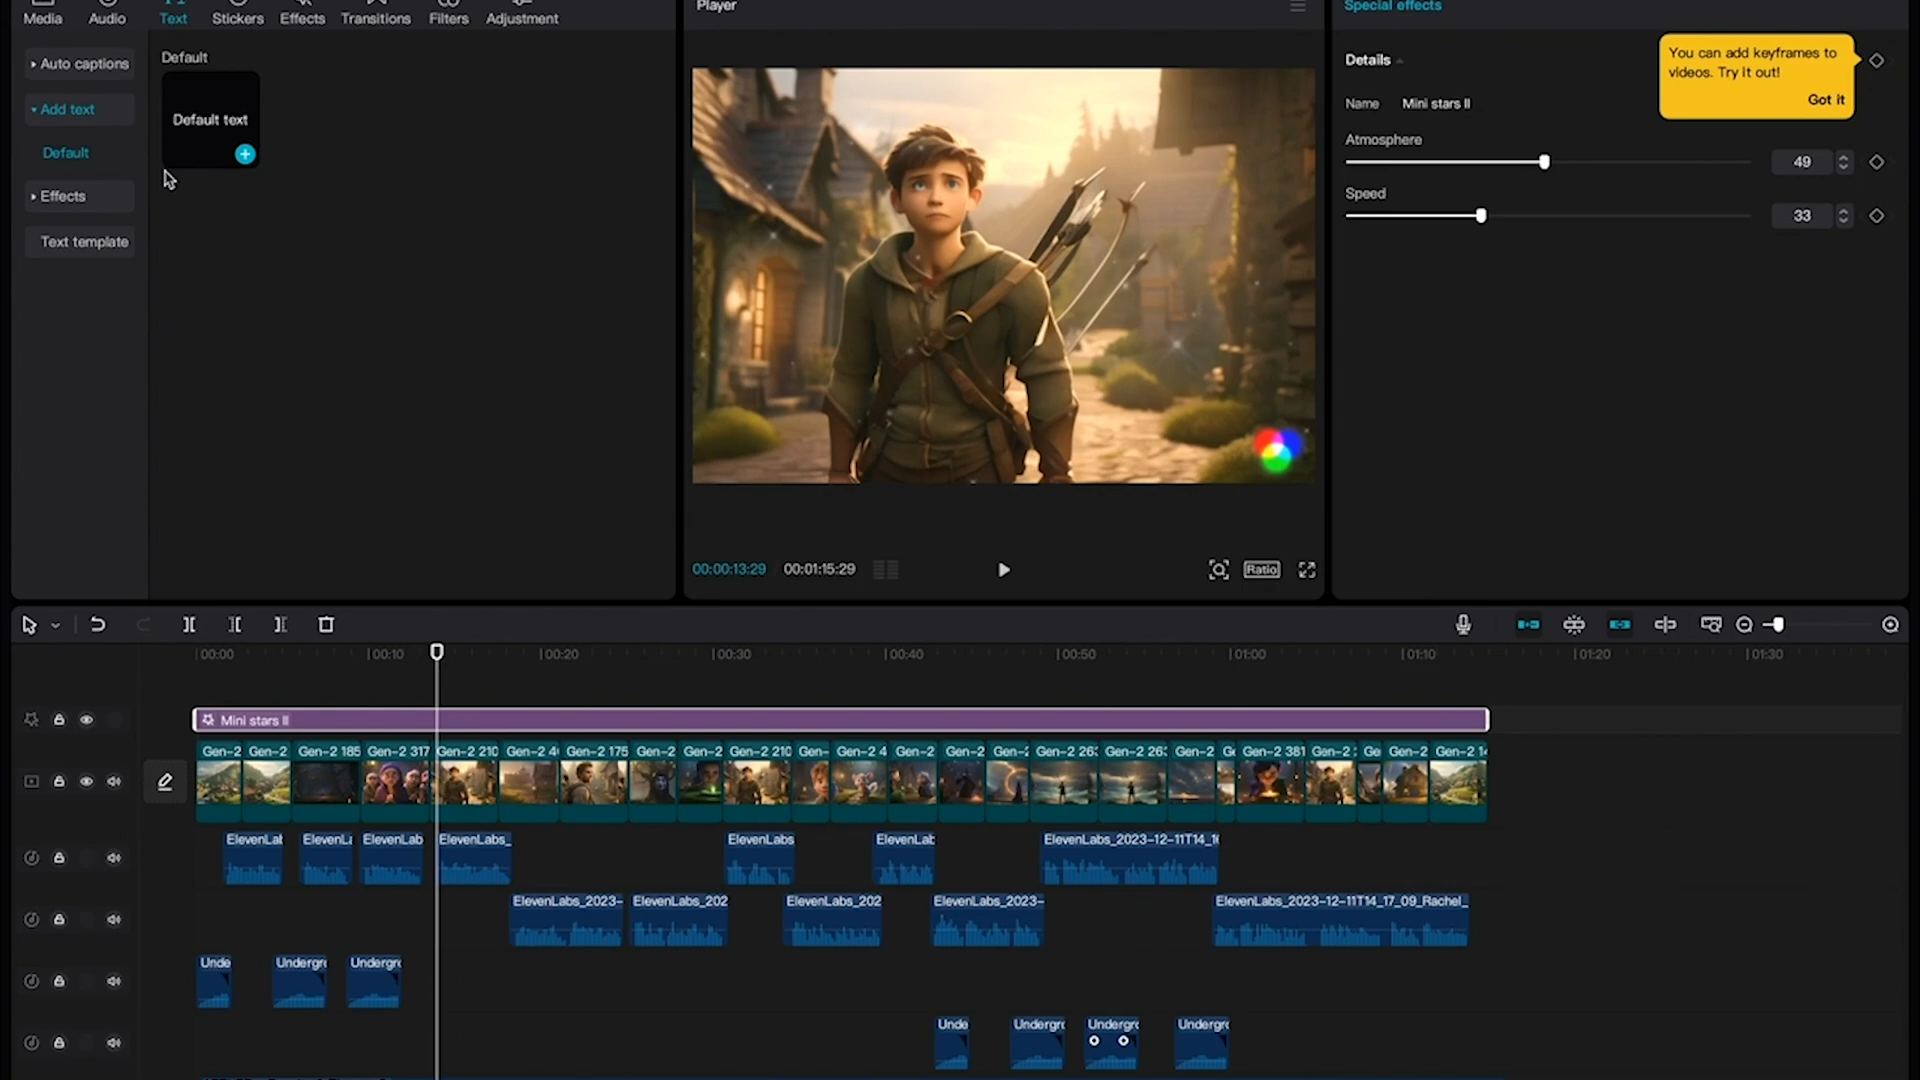 Media
Audio
Text
Stickers
Effects
Transitions
Filters
Adjustment
Auto captions
Add text
Default
Effects
Text template
Default
Default text
Player
00:00:13:29
00:01:15:29
Ratio
Special effects
Details
Name Mini stars II
You can add keyframes to
videos. Try it out!
Got it
Atmosphere
49
Speed
33
00:00
00:10
00:20
00:30
00:40
00:50
01:00
01:10
01:20
01:30
Mini stars II
Gen-2
Gen-2
Gen-2 185
Gen-2 317
Gen-2 210
Gen-2 4
Gen-2 175
Gen-2
Gen-2
Gen-2 210
Gen-
Gen-2 4
Gen-2
Gen-2
Gen-2
Gen-2 263
Gen-2 263
Gen-2
Ge
Gen-2 381
Gen-2
Ge
Gen-2
Gen-2 14
ElevenLab
ElevenLa
ElevenLab
ElevenLabs_
ElevenLabs
ElevenLab
ElevenLabs_2023-12-11T14_1
ElevenLabs_2023-
ElevenLabs_202
ElevenLabs_202
ElevenLabs_2023-
ElevenLabs_2023-12-11T14_17_09_Rachel_
Unde
Undergr
Undergr
Unde
Undergr
Undergr
Undergr